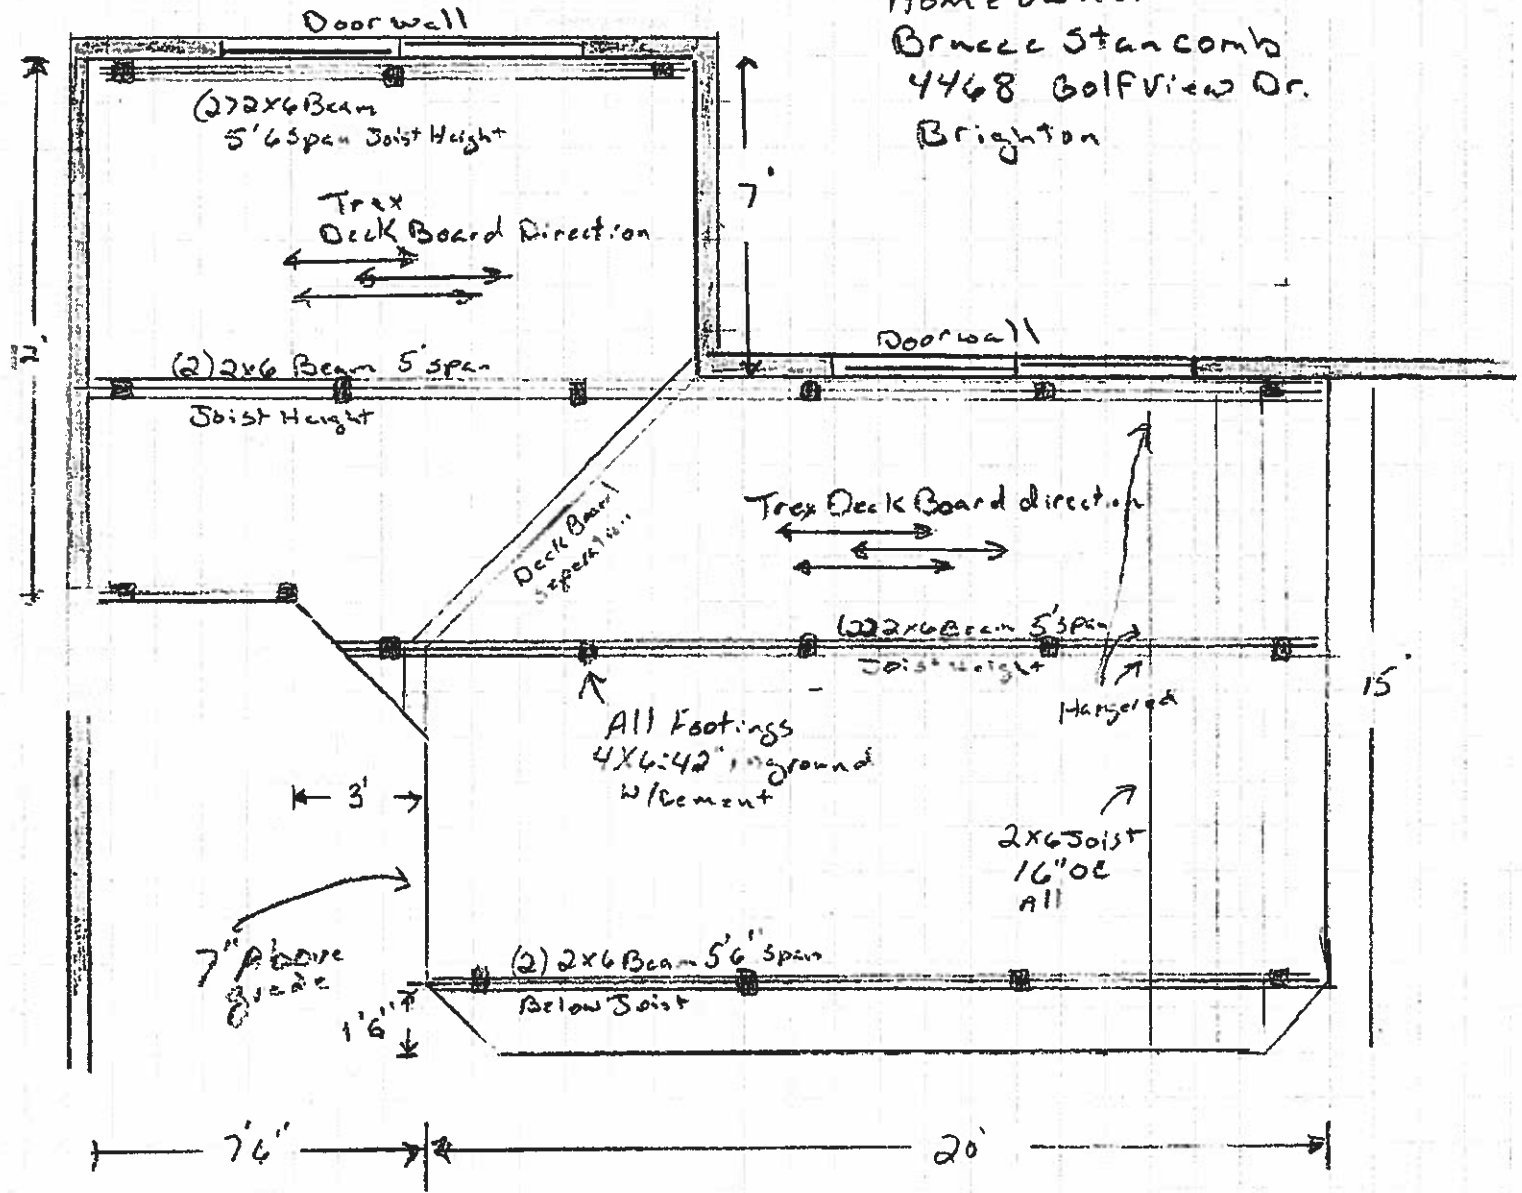 Doorwall
Brucee Stancomb
4468 Golfview Dr.
Brighton
(2) 2x6 Beam
5'6 Span Joist Height
7'
Trex
Deck Board Direction
12'
(2) 2x6 Beam 5' span
Joist Height
Doorwall
Trex Deck Board direction
Deck Board
(2) 2x6 Beam 5' span
Joist Height
Hangered
15'
All Footings
4X6:42" in ground
W/Cement
3'
2x6 Joist
16" OC
All
7" Above
grade
(2) 2x6 Beam 5'6" span
Below Joist
1'6"
7'6"
20'